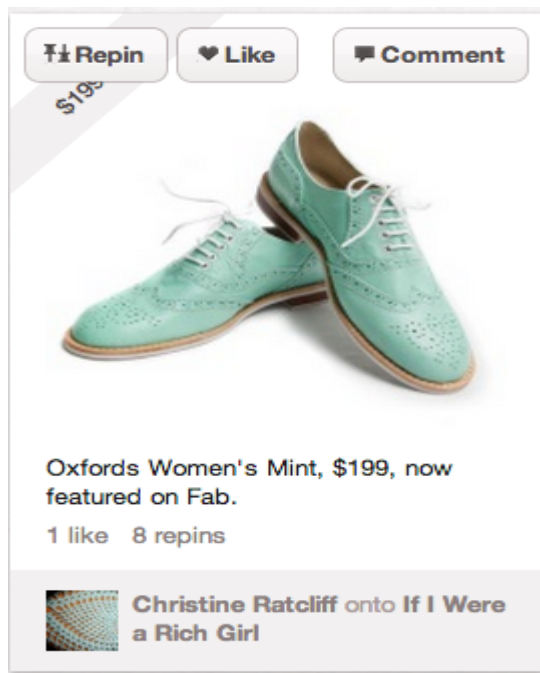 Repin Like Comment
$199
Oxfords Women's Mint, $199, now
featured on Fab.
1 like 8 repins
Christine Ratcliff onto If I Were
a Rich Girl